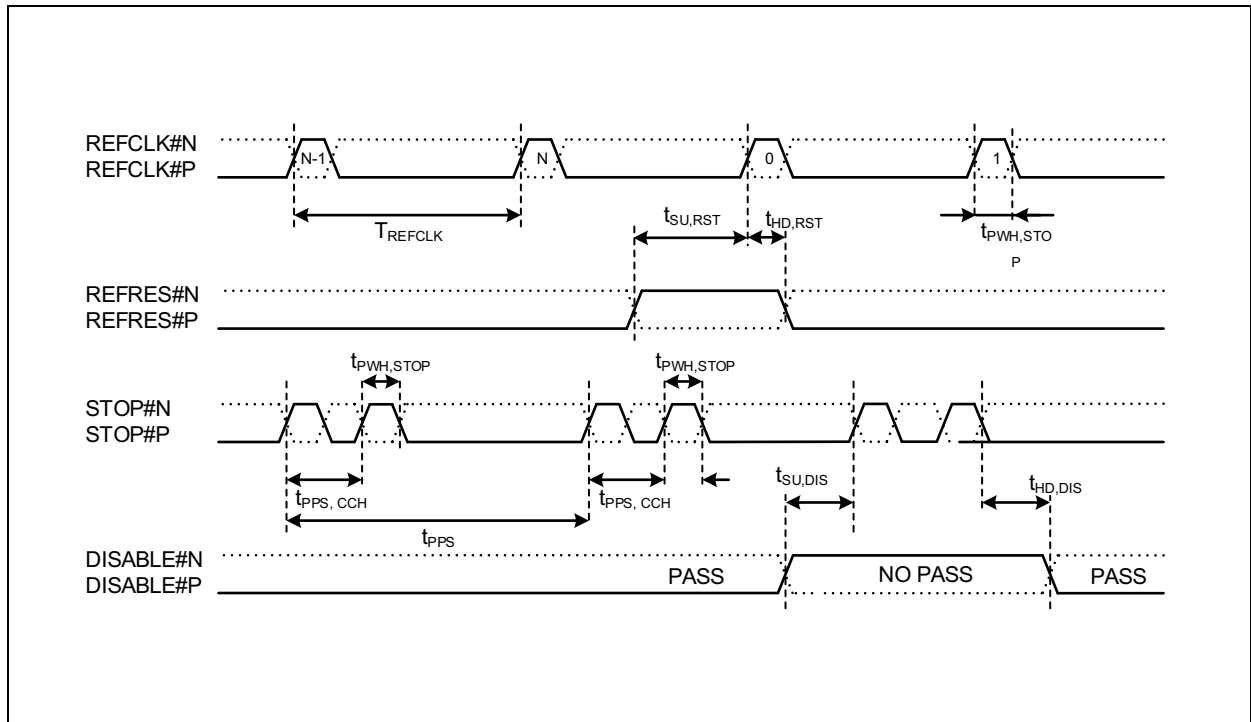 REFCLK#N
REFCLK#P
N-1
N
0
1
TREFCLK
tSU,RST
tHD,RST
tPWH,STO
P
REFRES#N
REFRES#P
tPWH,STOP
tPWH,STOP
STOP#N
STOP#P
tPPS, CCH
tPPS, CCH
tSU,DIS
tHD,DIS
tPPS
DISABLE#N
DISABLE#P
PASS
NO PASS
PASS